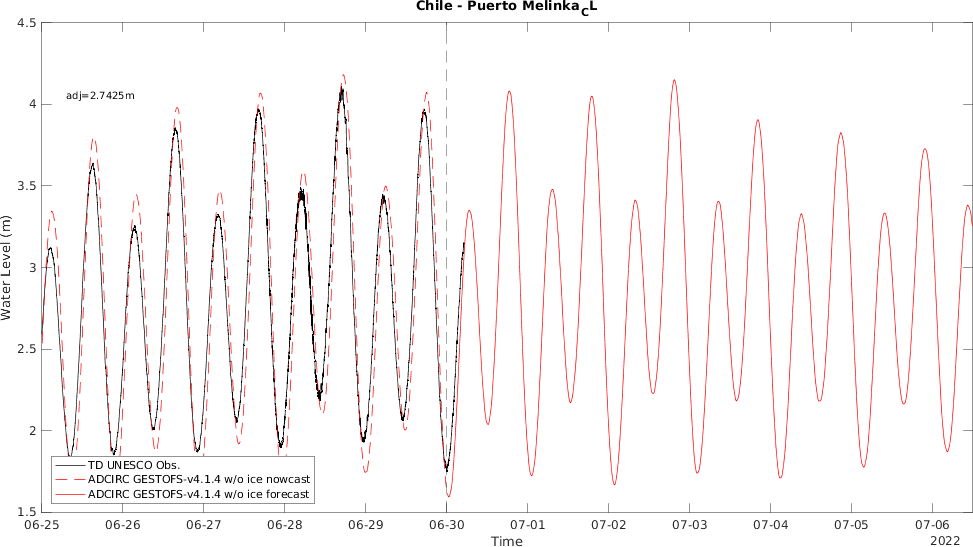 Chile - Puerto Melinka_CL
4.5
4
3.5
3
2.5
2
1.5
Water Level (m)
adj=2.7425m
TD UNESCO Obs.
ADCIRC GESTOFS-v4.1.4 w/o ice nowcast
ADCIRC GESTOFS-v4.1.4 w/o ice forecast
06-25 06-26 06-27 06-28 06-29 06-30 07-01 07-02 07-03 07-04 07-05 07-06
Time
2022